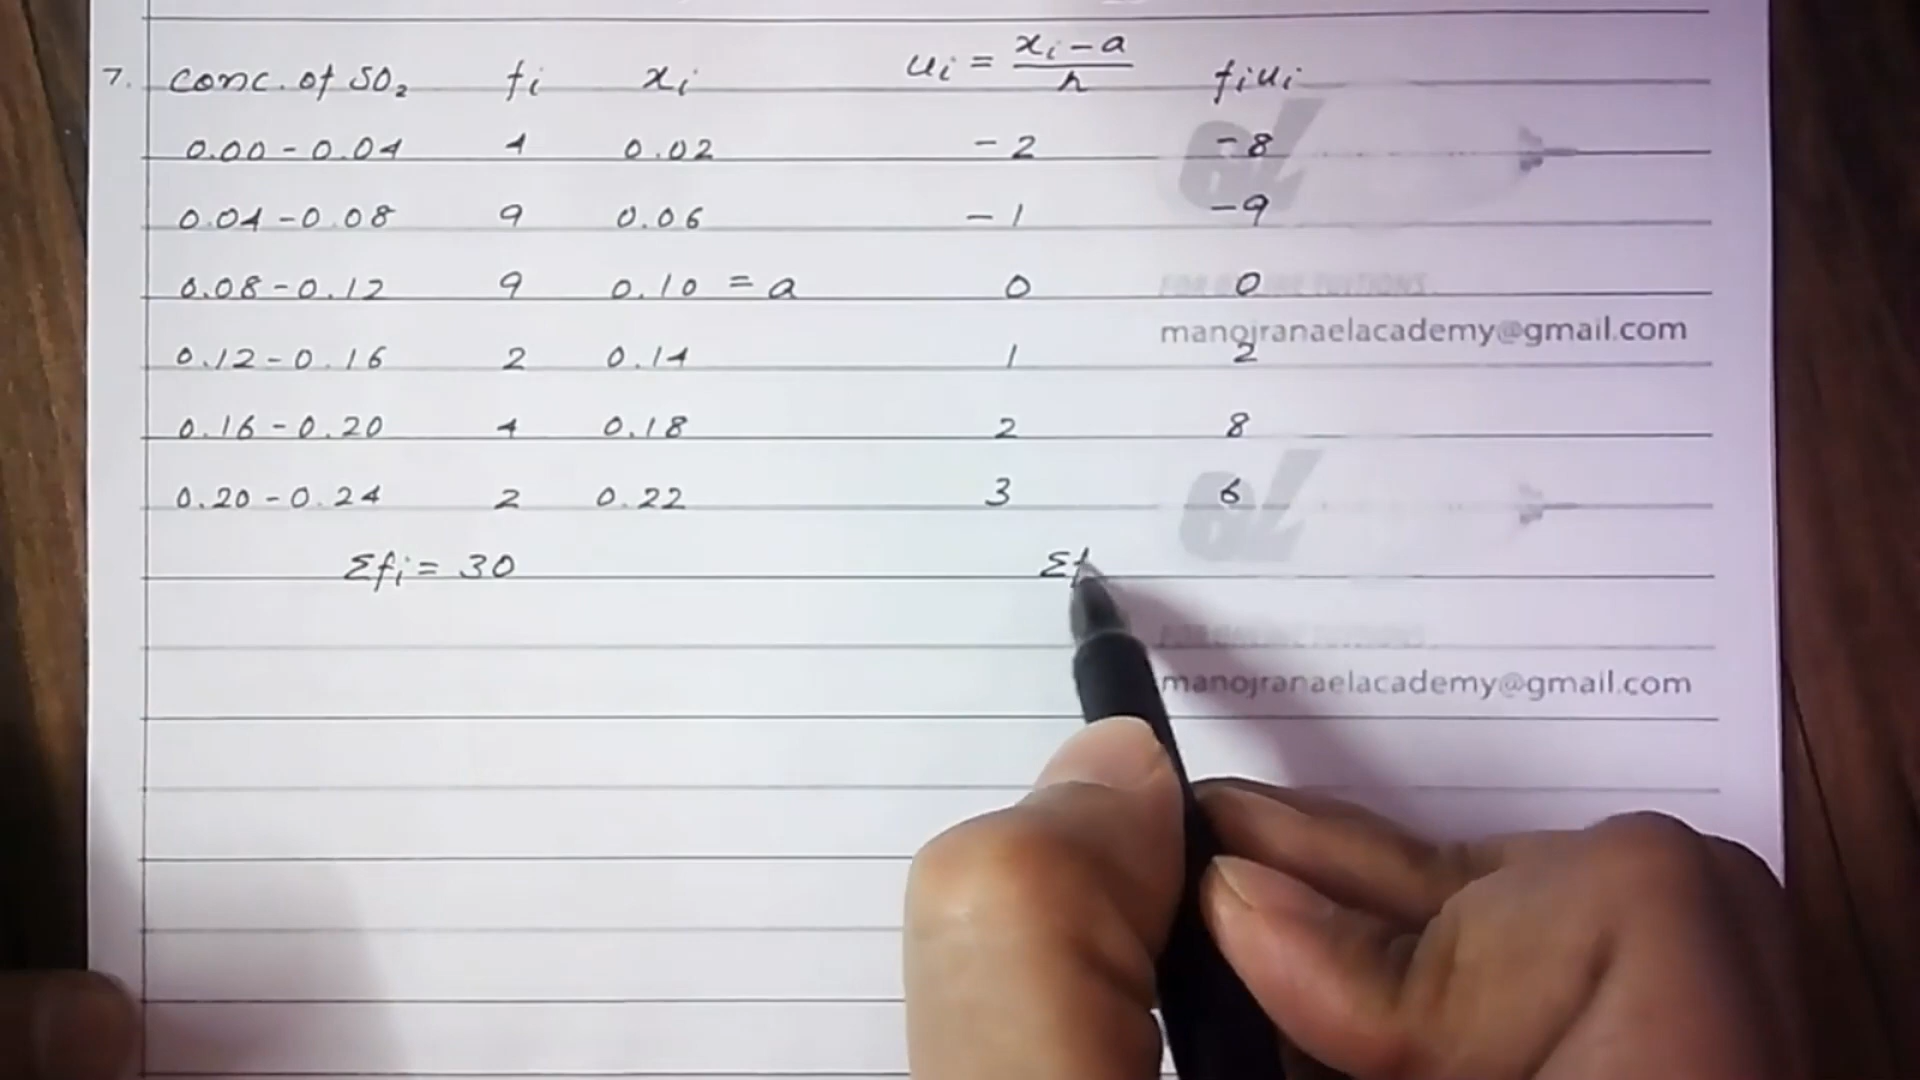 7. conc. of SO₂ fi xi ui = (xi - a)/h fiui
0.00 - 0.04 4 0.02 - 2 - 8
0.04 - 0.08 9 0.06 - 1 - 9
0.08 - 0.12 9 0.10 = a 0 0
manojranaelacademy@gmail.com
0.12 - 0.16 2 0.14 1 2
0.16 - 0.20 4 0.18 2 8
0.20 - 0.24 2 0.22 3 6
Σfi = 30 Σf
manojranaelacademy@gmail.com